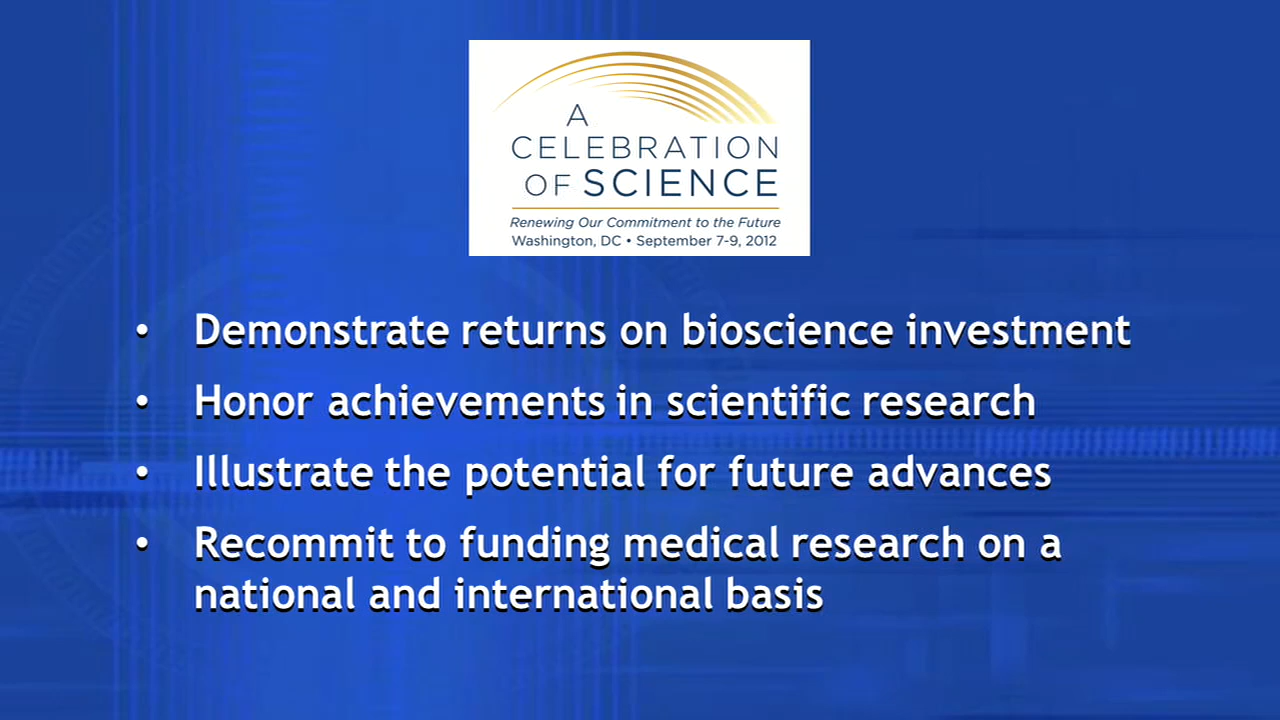 A
CELEBRATION
OF SCIENCE
Renewing Our Commitment to the Future
Washington, DC • September 7-9, 2012
• Demonstrate returns on bioscience investment
• Honor achievements in scientific research
• Illustrate the potential for future advances
• Recommit to funding medical research on a
national and international basis